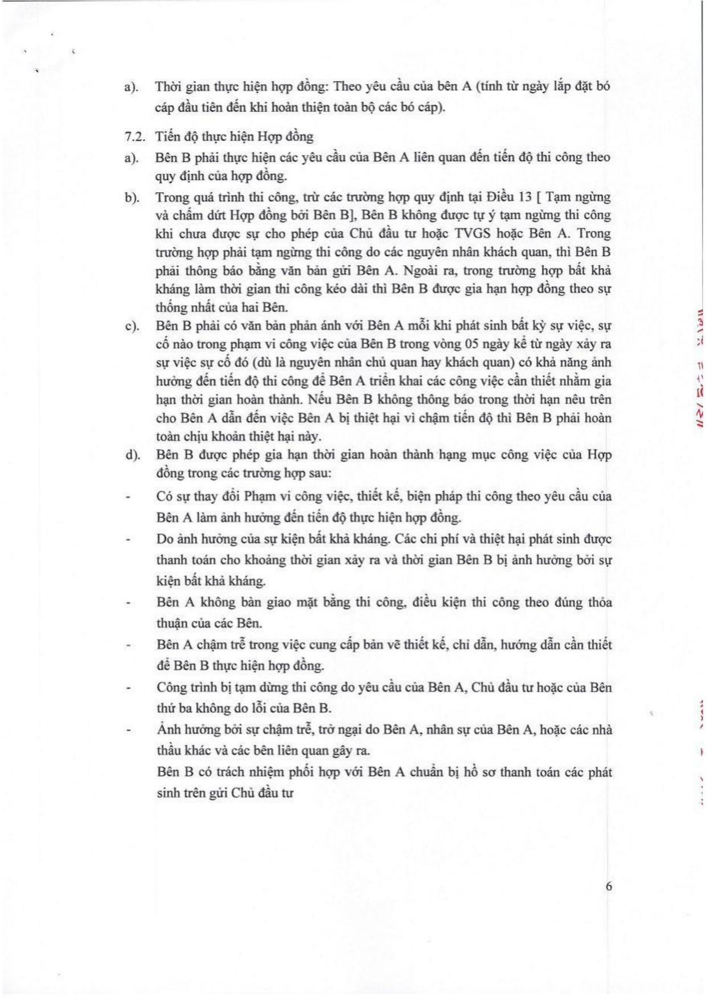 a). Thời gian thực hiện hợp đồng: Theo yêu cầu của bên A (tính từ ngày lắp đặt bó
cáp đầu tiên đến khi hoàn thiện toàn bộ các bó cáp).
7.2. Tiến độ thực hiện Hợp đồng
a). Bên B phải thực hiện các yêu cầu của Bên A liên quan đến tiến độ thi công theo
quy định của hợp đồng.
b). Trong quá trình thi công, trừ các trường hợp quy định tại Điều 13 [ Tạm ngừng
và chấm dứt Hợp đồng bởi Bên B], Bên B không được tự ý tạm ngừng thi công
khi chưa được sự cho phép của Chủ đầu tư hoặc TVGS hoặc Bên A. Trong
trường hợp phải tạm ngừng thi công do các nguyên nhân khách quan, thì Bên B
phải thông báo bằng văn bản gửi Bên A. Ngoài ra, trong trường hợp bất khả
kháng làm thời gian thi công kéo dài thì Bên B được gia hạn hợp đồng theo sự
thống nhất của hai Bên.
c). Bên B phải có văn bản phản ánh với Bên A mỗi khi phát sinh bất kỳ sự việc, sự
cố nào trong phạm vi công việc của Bên B trong vòng 05 ngày kể từ ngày xảy ra
sự việc sự cố đó (dù là nguyên nhân chủ quan hay khách quan) có khả năng ảnh
hưởng đến tiến độ thi công để Bên A triển khai các công việc cần thiết nhằm gia
hạn thời gian hoàn thành. Nếu Bên B không thông báo trong thời hạn nêu trên
cho Bên A dẫn đến việc Bên A bị thiệt hại vì chậm tiến độ thì Bên B phải hoàn
toàn chịu khoản thiệt hại này.
d). Bên B được phép gia hạn thời gian hoàn thành hạng mục công việc của Hợp
đồng trong các trường hợp sau:
- Có sự thay đổi Phạm vi công việc, thiết kế, biện pháp thi công theo yêu cầu của
Bên A làm ảnh hưởng đến tiến độ thực hiện hợp đồng.
- Do ảnh hưởng của sự kiện bất khả kháng. Các chi phí và thiệt hại phát sinh được
thanh toán cho khoảng thời gian xảy ra và thời gian Bên B bị ảnh hưởng bởi sự
kiện bất khả kháng.
- Bên A không bàn giao mặt bằng thi công, điều kiện thi công theo đúng thỏa
thuận của các Bên.
- Bên A chậm trễ trong việc cung cấp bản vẽ thiết kế, chỉ dẫn, hướng dẫn cần thiết
để Bên B thực hiện hợp đồng.
- Công trình bị tạm dừng thi công do yêu cầu của Bên A, Chủ đầu tư hoặc của Bên
thứ ba không do lỗi của Bên B.
- Ảnh hưởng bởi sự chậm trễ, trở ngại do Bên A, nhân sự của Bên A, hoặc các nhà
thầu khác và các bên liên quan gây ra.
Bên B có trách nhiệm phối hợp với Bên A chuẩn bị hồ sơ thanh toán các phát
sinh trên gửi Chủ đầu tư
6